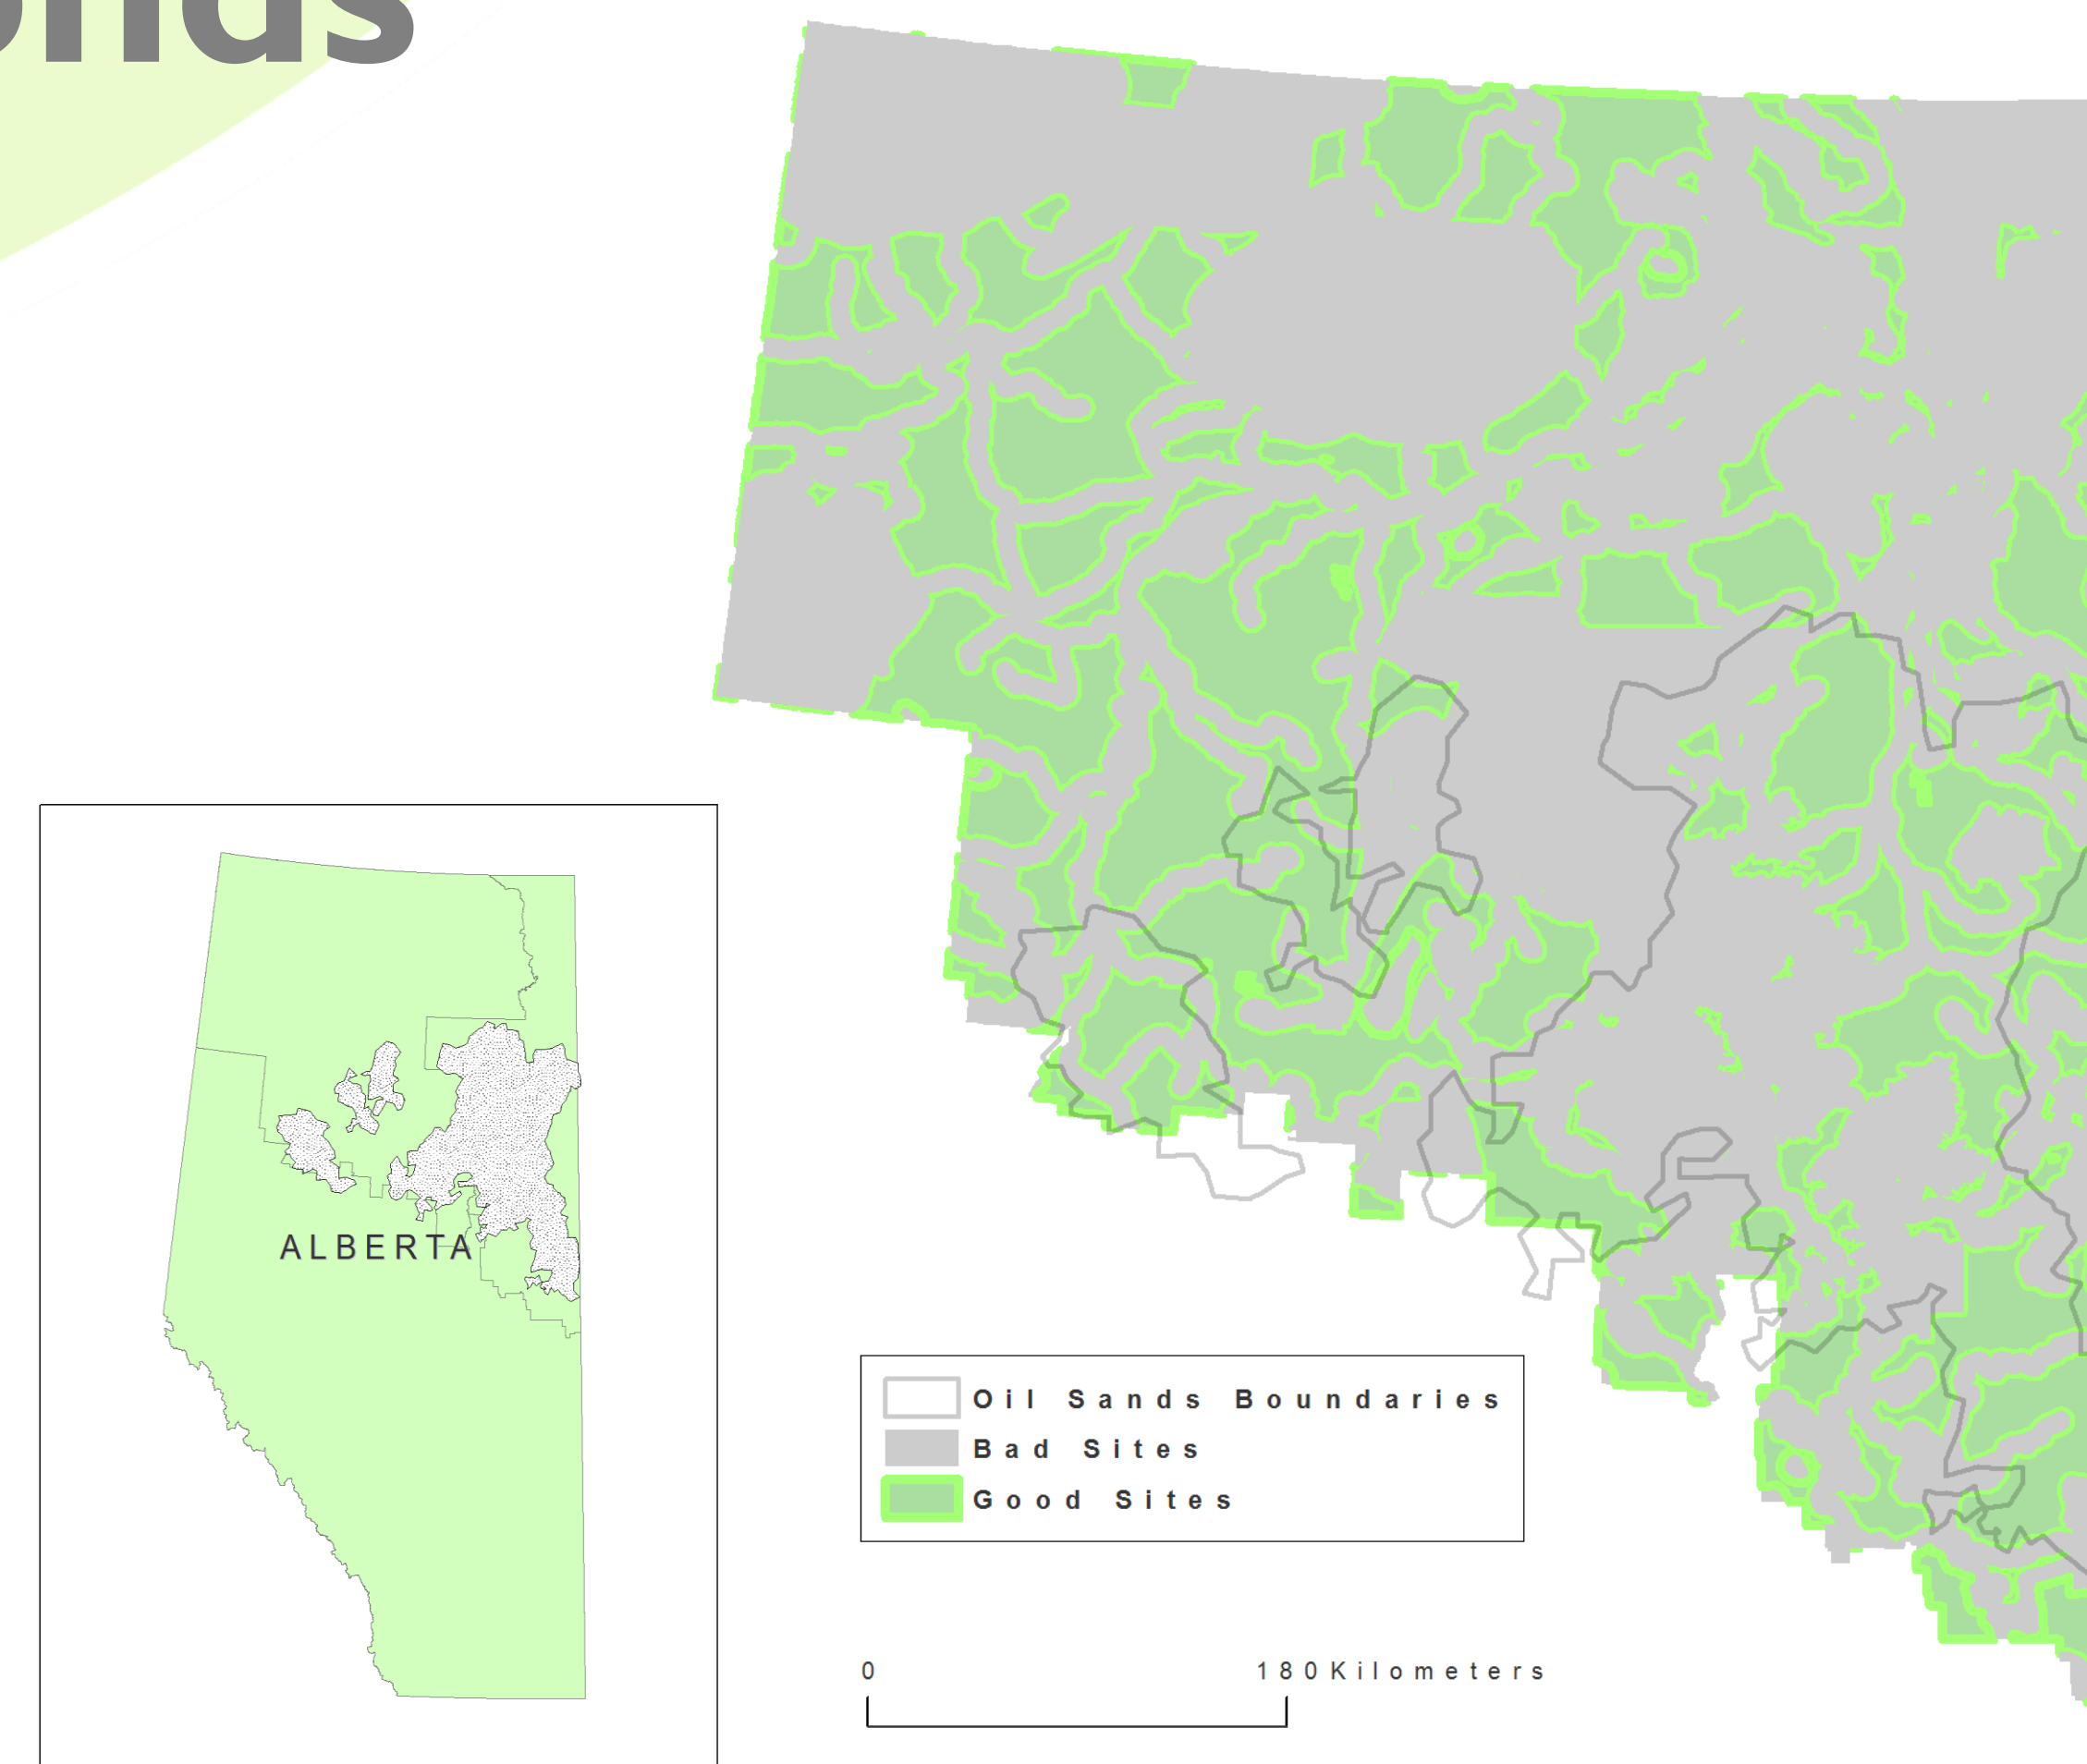 ALBERTA
Oil Sands Boundaries
Bad Sites
Good Sites
0 180 Kilometers